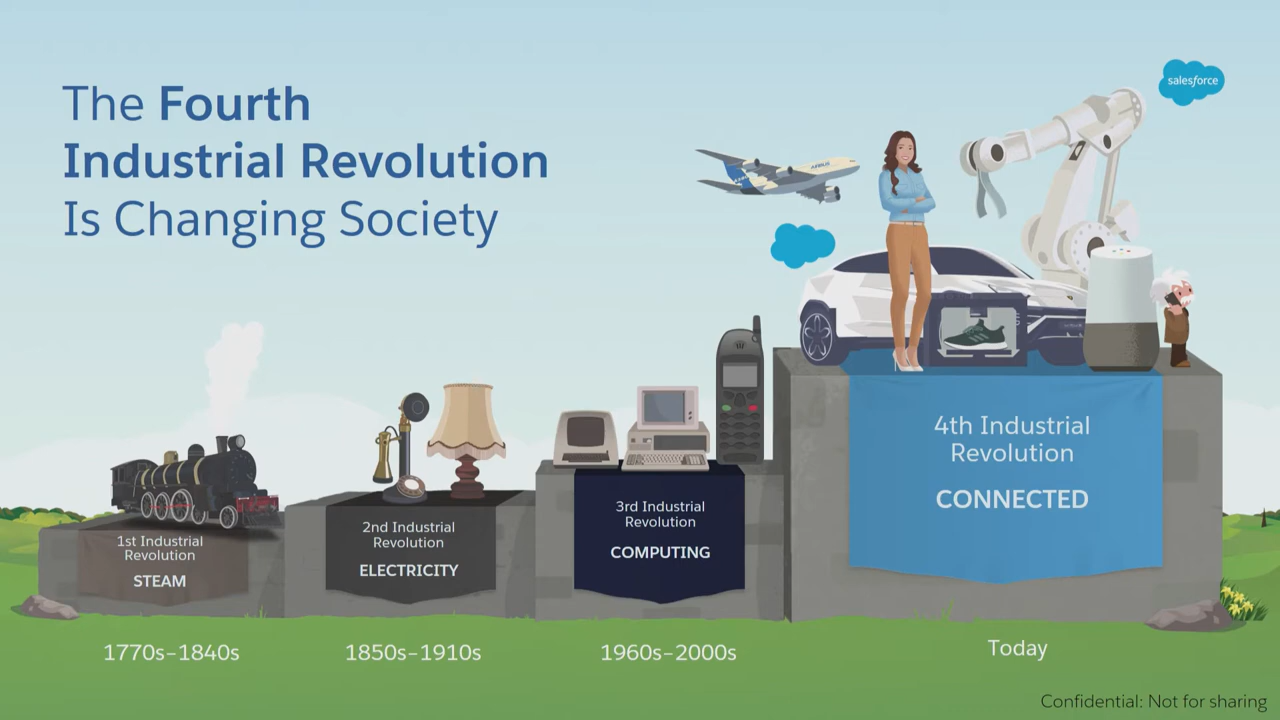 The Fourth
Industrial Revolution
Is Changing Society
salesforce
AIRBUS
1st Industrial
Revolution
STEAM
2nd Industrial
Revolution
ELECTRICITY
3rd Industrial
Revolution
COMPUTING
4th Industrial
Revolution
CONNECTED
1770s–1840s
1850s–1910s
1960s–2000s
Today
Confidential: Not for sharing